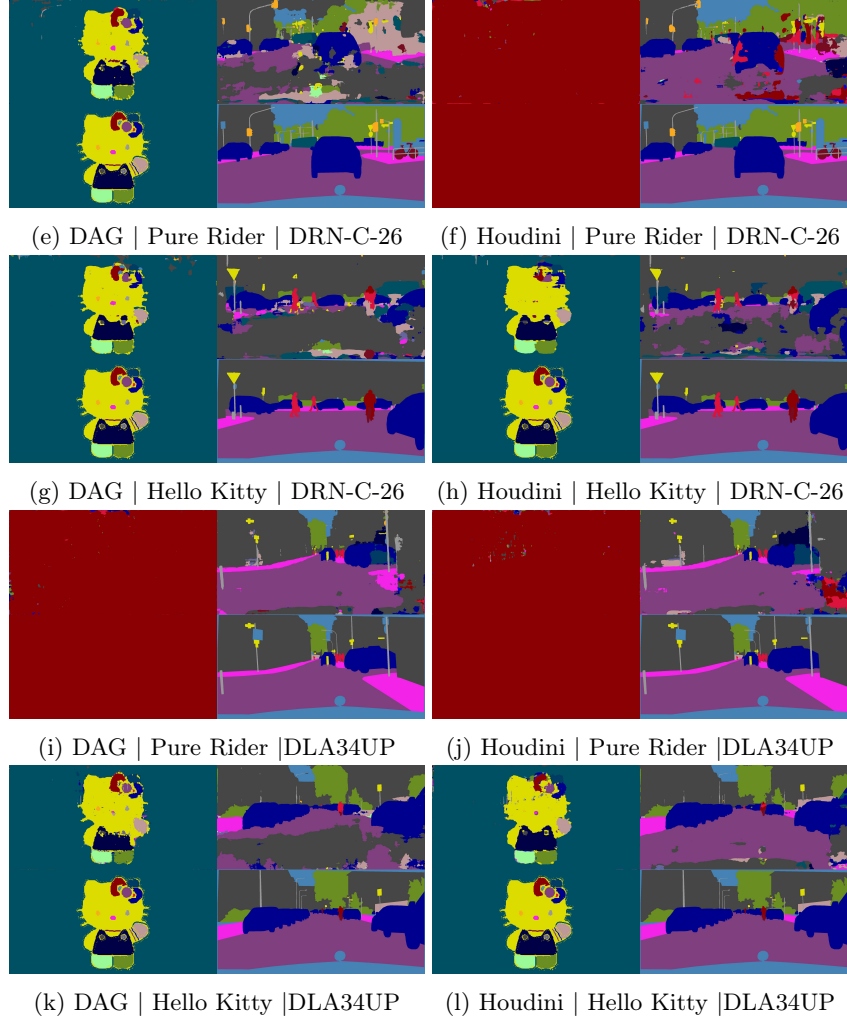 (e) DAG | Pure Rider | DRN-C-26
(f) Houdini | Pure Rider | DRN-C-26
(g) DAG | Hello Kitty | DRN-C-26
(h) Houdini | Hello Kitty | DRN-C-26
(i) DAG | Pure Rider |DLA34UP
(j) Houdini | Pure Rider |DLA34UP
(k) DAG | Hello Kitty |DLA34UP
(l) Houdini | Hello Kitty |DLA34UP